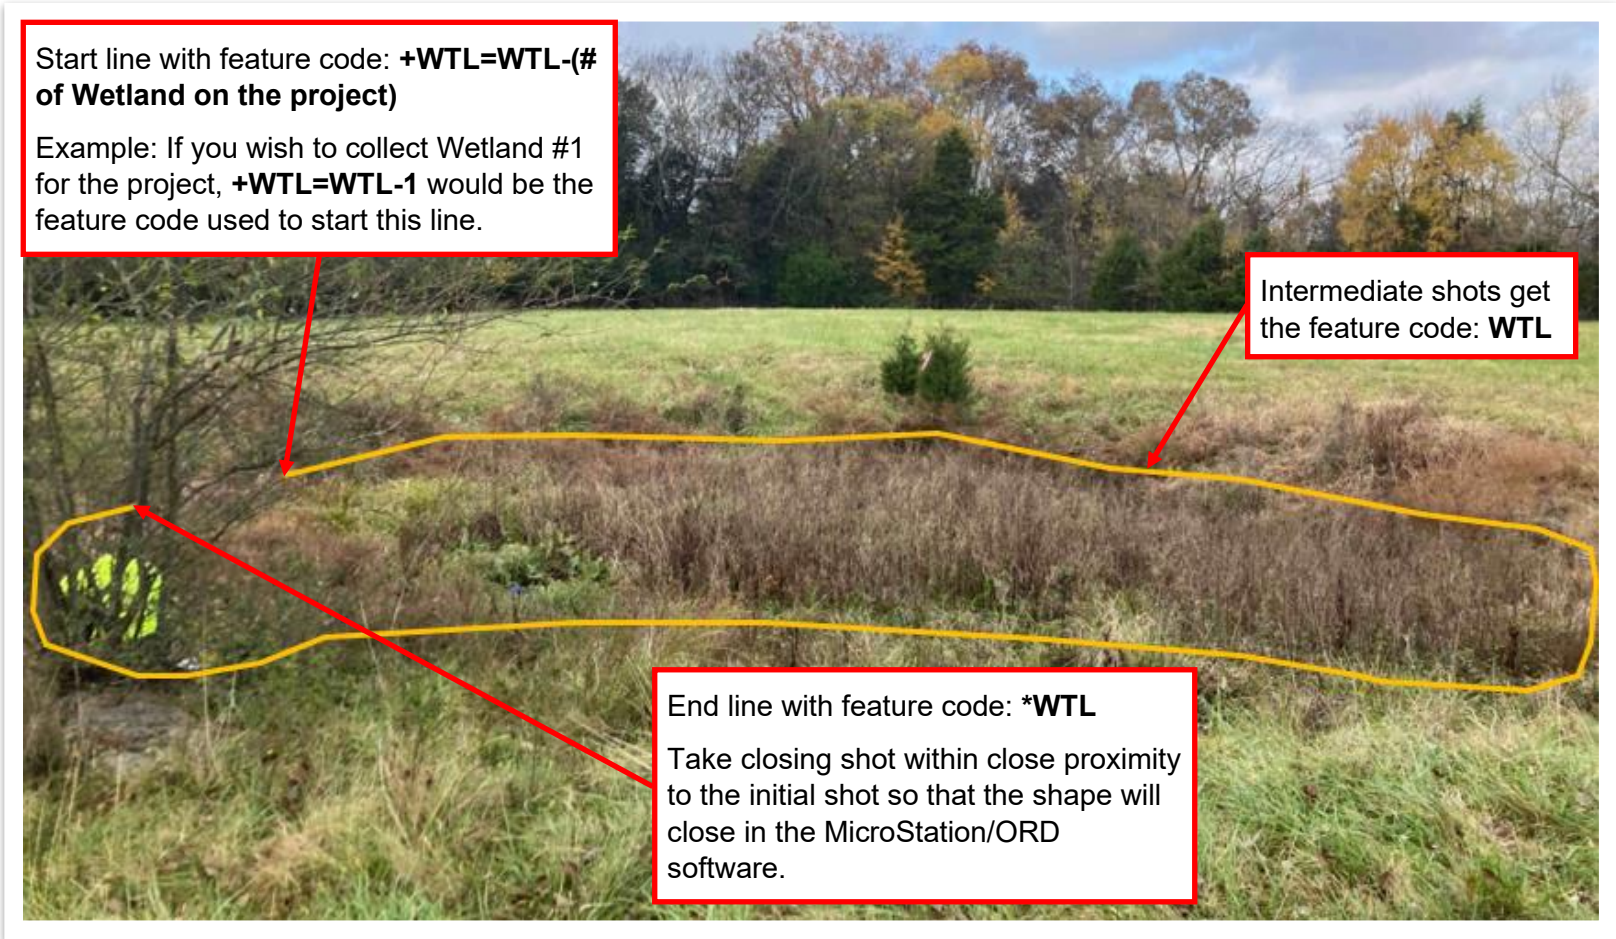 Start line with feature code: +WTL=WTL-(#
of Wetland on the project)
Example: If you wish to collect Wetland #1
for the project, +WTL=WTL-1 would be the
feature code used to start this line.
Intermediate shots get
the feature code: WTL
End line with feature code: *WTL
Take closing shot within close proximity
to the initial shot so that the shape will
close in the MicroStation/ORD
software.